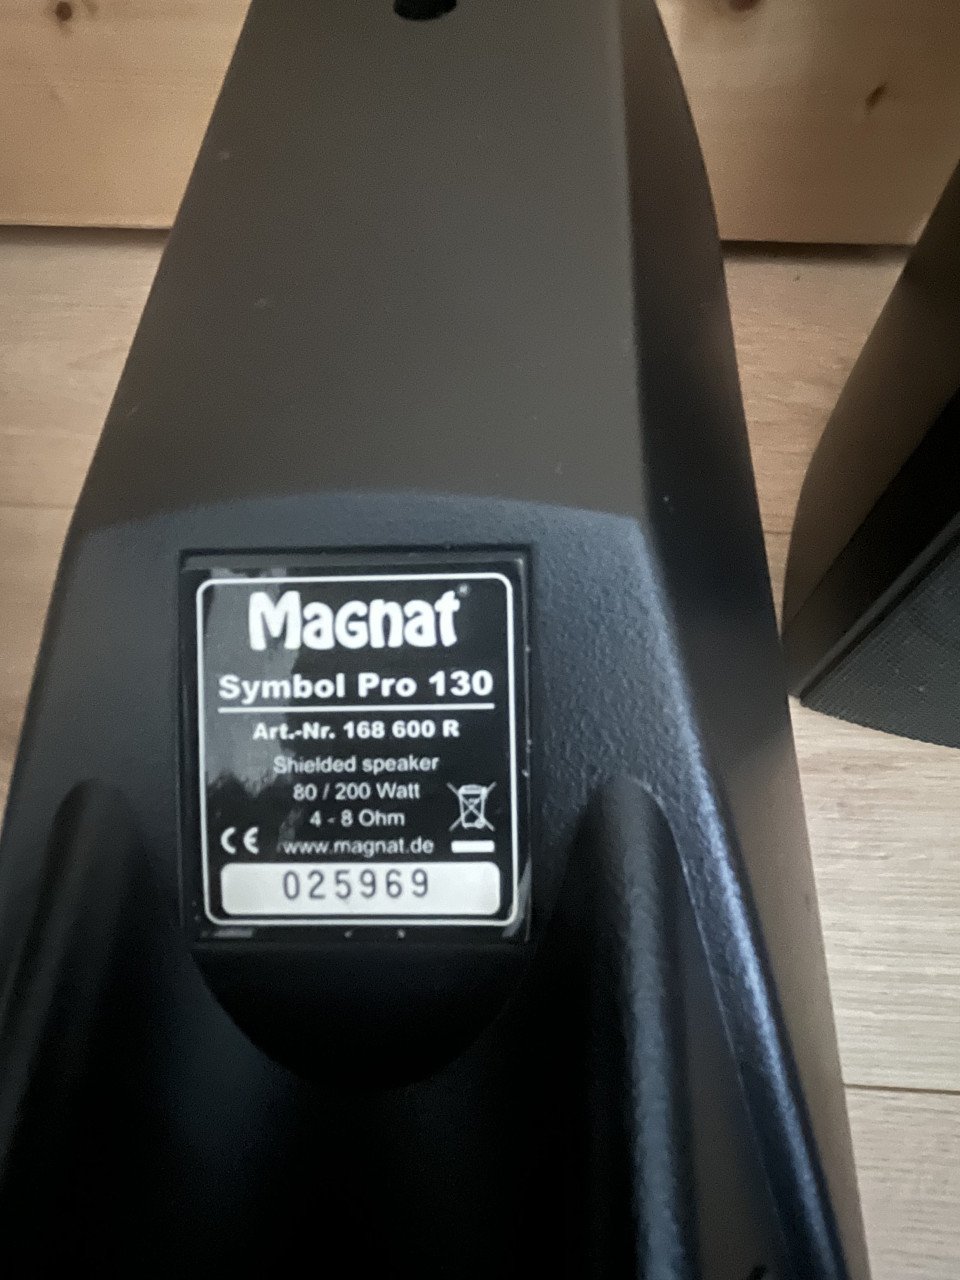 Magnat®
Symbol Pro 130
Art.-Nr. 168 600 R
Shielded speaker
80 / 200 Watt
4 - 8 Ohm
CE www.magnat.de
025969